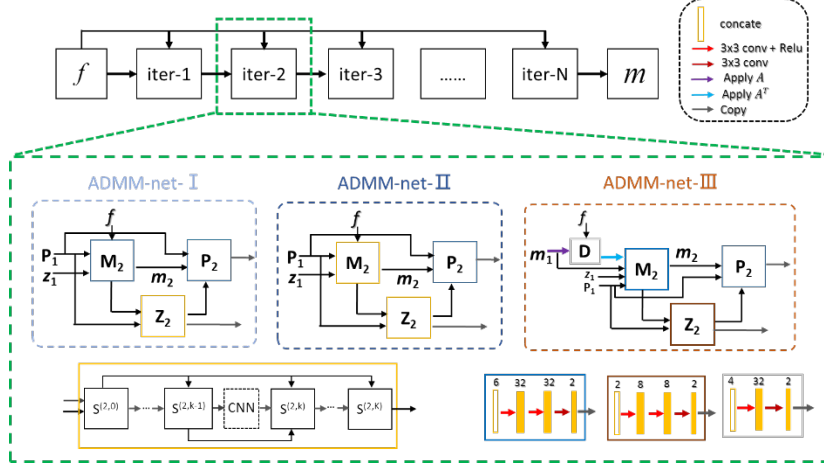 f
iter-1
iter-2
iter-3
......
iter-N
m
concate
3x3 conv + Relu
3x3 conv
Apply A
Apply Aᵀ
Copy
ADMM-net-Ⅰ
ADMM-net-Ⅱ
ADMM-net-Ⅲ
f
P₁
z₁
M₂
m₂
P₂
Z₂
f
P₁
z₁
M₂
m₂
P₂
Z₂
f
m₁
D
z₁
P₁
M₂
m₂
P₂
Z₂
S⁽²,⁰⁾
...
S⁽²,ᵏ⁻¹⁾
CNN
S⁽²,ᵏ⁾
...
S⁽²,ᴷ⁾
6 32 32 2
2 8 8 2
4 32 2